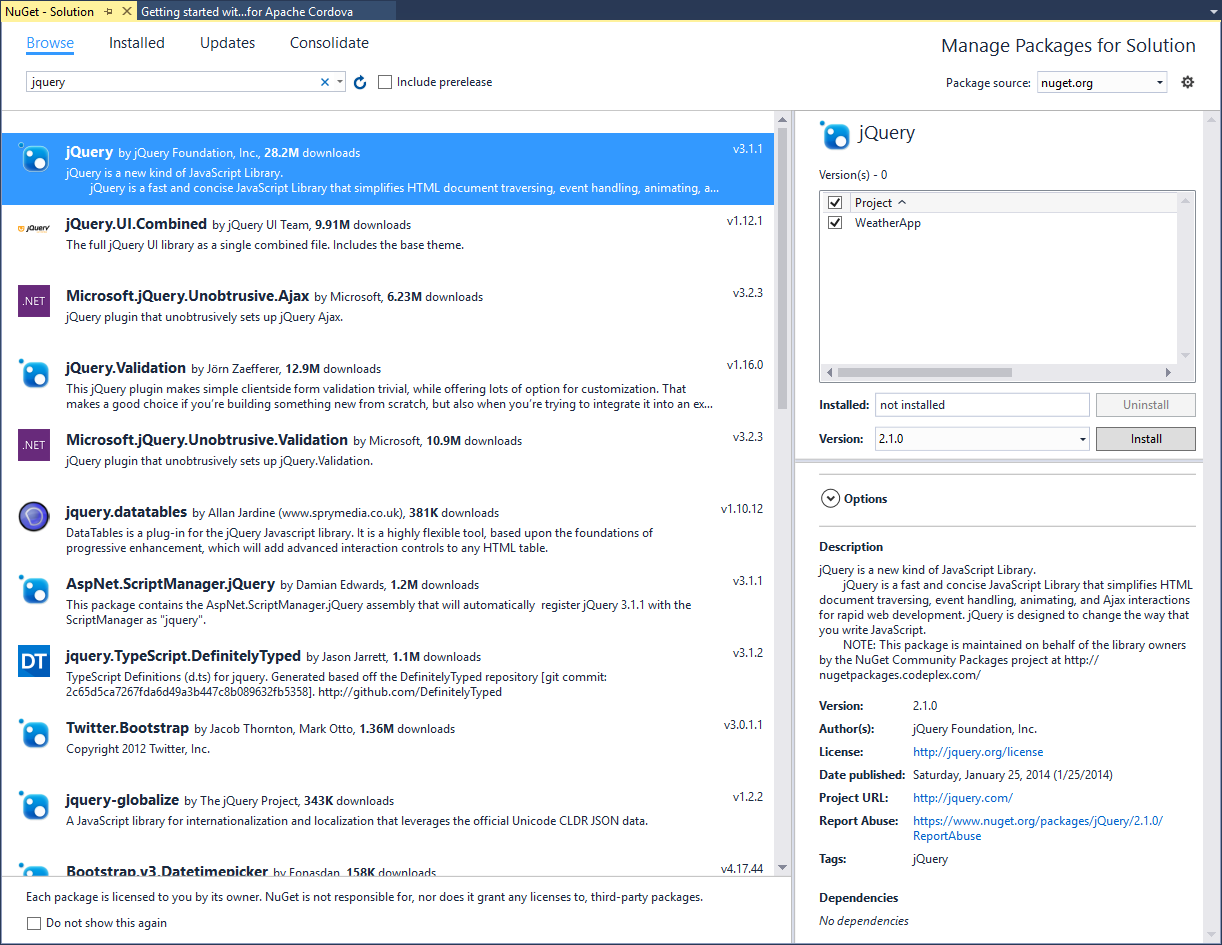 NuGet - Solution
Getting started wit...for Apache Cordova
Browse Installed Updates Consolidate
Manage Packages for Solution
jquery
Include prerelease
Package source: nuget.org
jQuery by jQuery Foundation, Inc., 28.2M downloads
v3.1.1
jQuery is a new kind of JavaScript Library.
jQuery is a fast and concise JavaScript Library that simplifies HTML document traversing, event handling, animating, a...
jQuery
jQuery.UI.Combined by jQuery UI Team, 9.91M downloads
v1.12.1
The full jQuery UI library as a single combined file. Includes the base theme.
.NET
Microsoft.jQuery.Unobtrusive.Ajax by Microsoft, 6.23M downloads
v3.2.3
jQuery plugin that unobtrusively sets up jQuery Ajax.
jQuery.Validation by Jörn Zaefferer, 12.9M downloads
v1.16.0
This jQuery plugin makes simple clientside form validation trivial, while offering lots of option for customization. That
makes a good choice if you're building something new from scratch, but also when you're trying to integrate it into an ex...
.NET
Microsoft.jQuery.Unobtrusive.Validation by Microsoft, 10.9M downloads
v3.2.3
jQuery plugin that unobtrusively sets up jQuery.Validation.
jquery.datatables by Allan Jardine (www.sprymedia.co.uk), 381K downloads
v1.10.12
DataTables is a plug-in for the jQuery Javascript library. It is a highly flexible tool, based upon the foundations of
progressive enhancement, which will add advanced interaction controls to any HTML table.
AspNet.ScriptManager.jQuery by Damian Edwards, 1.2M downloads
v3.1.1
This package contains the AspNet.ScriptManager.jQuery assembly that will automatically  register jQuery 3.1.1 with the
ScriptManager as "jquery".
DT
jquery.TypeScript.DefinitelyTyped by Jason Jarrett, 1.1M downloads
v3.1.2
TypeScript Definitions (d.ts) for jquery. Generated based off the DefinitelyTyped repository [git commit:
2c65d5ca7267fda6d49a3b447c8b089632fb5358]. http://github.com/DefinitelyTyped
Twitter.Bootstrap by Jacob Thornton, Mark Otto, 1.36M downloads
v3.0.1.1
Copyright 2012 Twitter, Inc.
jquery-globalize by The jQuery Project, 343K downloads
v1.2.2
A JavaScript library for internationalization and localization that leverages the official Unicode CLDR JSON data.
Bootstrap.v3.Datetimepicker by Eonasdan, 158K downloads
v4.17.44
Each package is licensed to you by its owner. NuGet is not responsible for, nor does it grant any licenses to, third-party packages.
Do not show this again
jQuery
Version(s) - 0
Project
WeatherApp
Installed: not installed Uninstall
Version: 2.1.0 Install
Options
Description
jQuery is a new kind of JavaScript Library.
jQuery is a fast and concise JavaScript Library that simplifies HTML
document traversing, event handling, animating, and Ajax interactions
for rapid web development. jQuery is designed to change the way that
you write JavaScript.
NOTE: This package is maintained on behalf of the library owners
by the NuGet Community Packages project at http://
nugetpackages.codeplex.com/
Version: 2.1.0
Author(s): jQuery Foundation, Inc.
License: http://jquery.org/license
Date published: Saturday, January 25, 2014 (1/25/2014)
Project URL: http://jquery.com/
Report Abuse: https://www.nuget.org/packages/jQuery/2.1.0/
ReportAbuse
Tags: jQuery
Dependencies
No dependencies